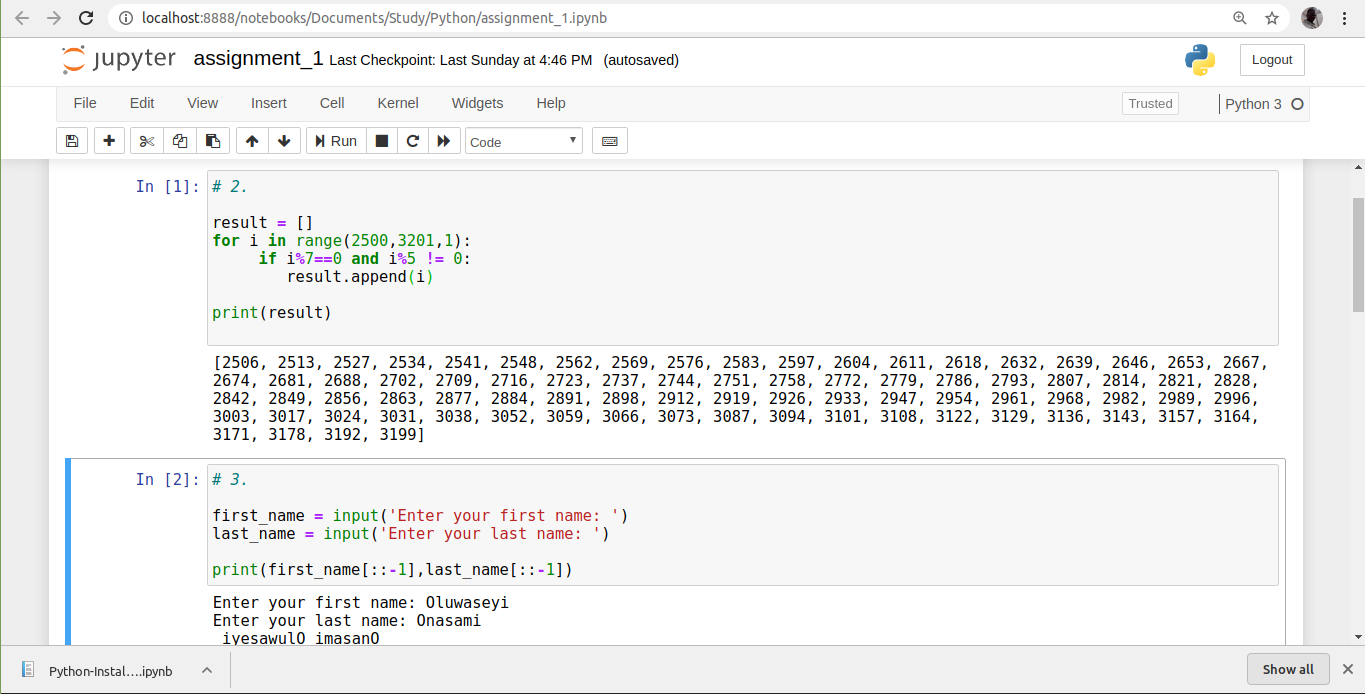 localhost:8888/notebooks/Documents/Study/Python/assignment_1.ipynb
jupyter assignment_1 Last Checkpoint: Last Sunday at 4:46 PM (autosaved) Logout
File Edit View Insert Cell Kernel Widgets Help Trusted Python 3
Run Code
In [1]: # 2.
result = []
for i in range(2500,3201,1):
     if i%7==0 and i%5 != 0:
        result.append(i)
print(result)
[2506, 2513, 2527, 2534, 2541, 2548, 2562, 2569, 2576, 2583, 2597, 2604, 2611, 2618, 2632, 2639, 2646, 2653, 2667,
2674, 2681, 2688, 2702, 2709, 2716, 2723, 2737, 2744, 2751, 2758, 2772, 2779, 2786, 2793, 2807, 2814, 2821, 2828,
2842, 2849, 2856, 2863, 2877, 2884, 2891, 2898, 2912, 2919, 2926, 2933, 2947, 2954, 2961, 2968, 2982, 2989, 2996,
3003, 3017, 3024, 3031, 3038, 3052, 3059, 3066, 3073, 3087, 3094, 3101, 3108, 3122, 3129, 3136, 3143, 3157, 3164,
3171, 3178, 3192, 3199]
In [2]: # 3.
first_name = input('Enter your first name: ')
last_name = input('Enter your last name: ')
print(first_name[::-1],last_name[::-1])
Enter your first name: Oluwaseyi
Enter your last name: Onasami
 iyesawulO imasanO
Python-Instal....ipynb Show all